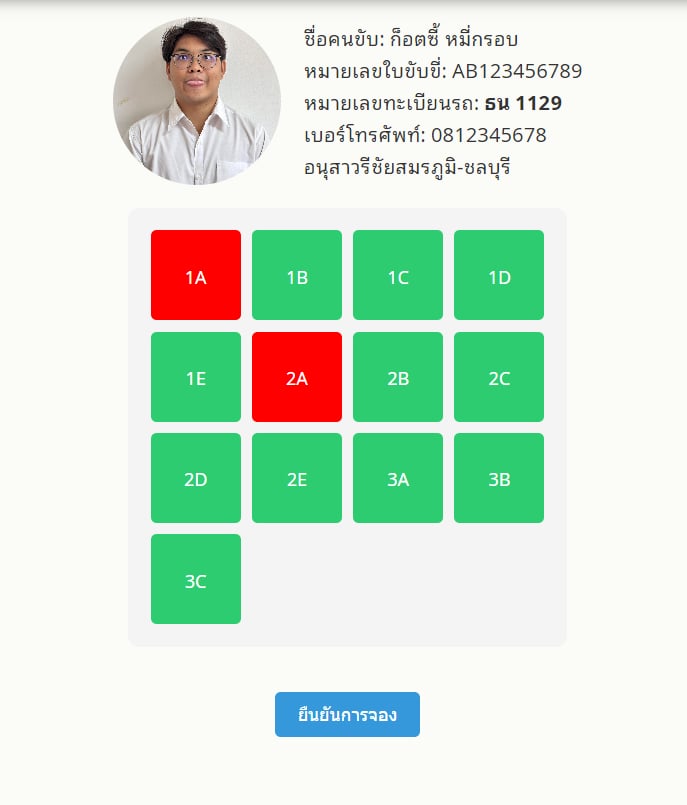 ชื่อคนขับ: ก็อตซี้ หมี่กรอบ
หมายเลขใบขับขี่: AB123456789
หมายเลขทะเบียนรถ: ธน 1129
เบอร์โทรศัพท์: 0812345678
อนุสาวรีชัยสมรภูมิ-ชลบุรี
1A 1B 1C 1D
1E 2A 2B 2C
2D 2E 3A 3B
3C
ยืนยันการจอง